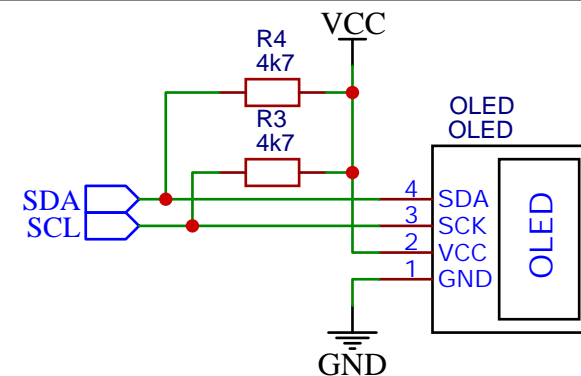 VCC
R4
4k7
R3
4k7
OLED
OLED
SDA
SCL
4
3
2
1
SDA
SCK
VCC
GND
OLED
GND